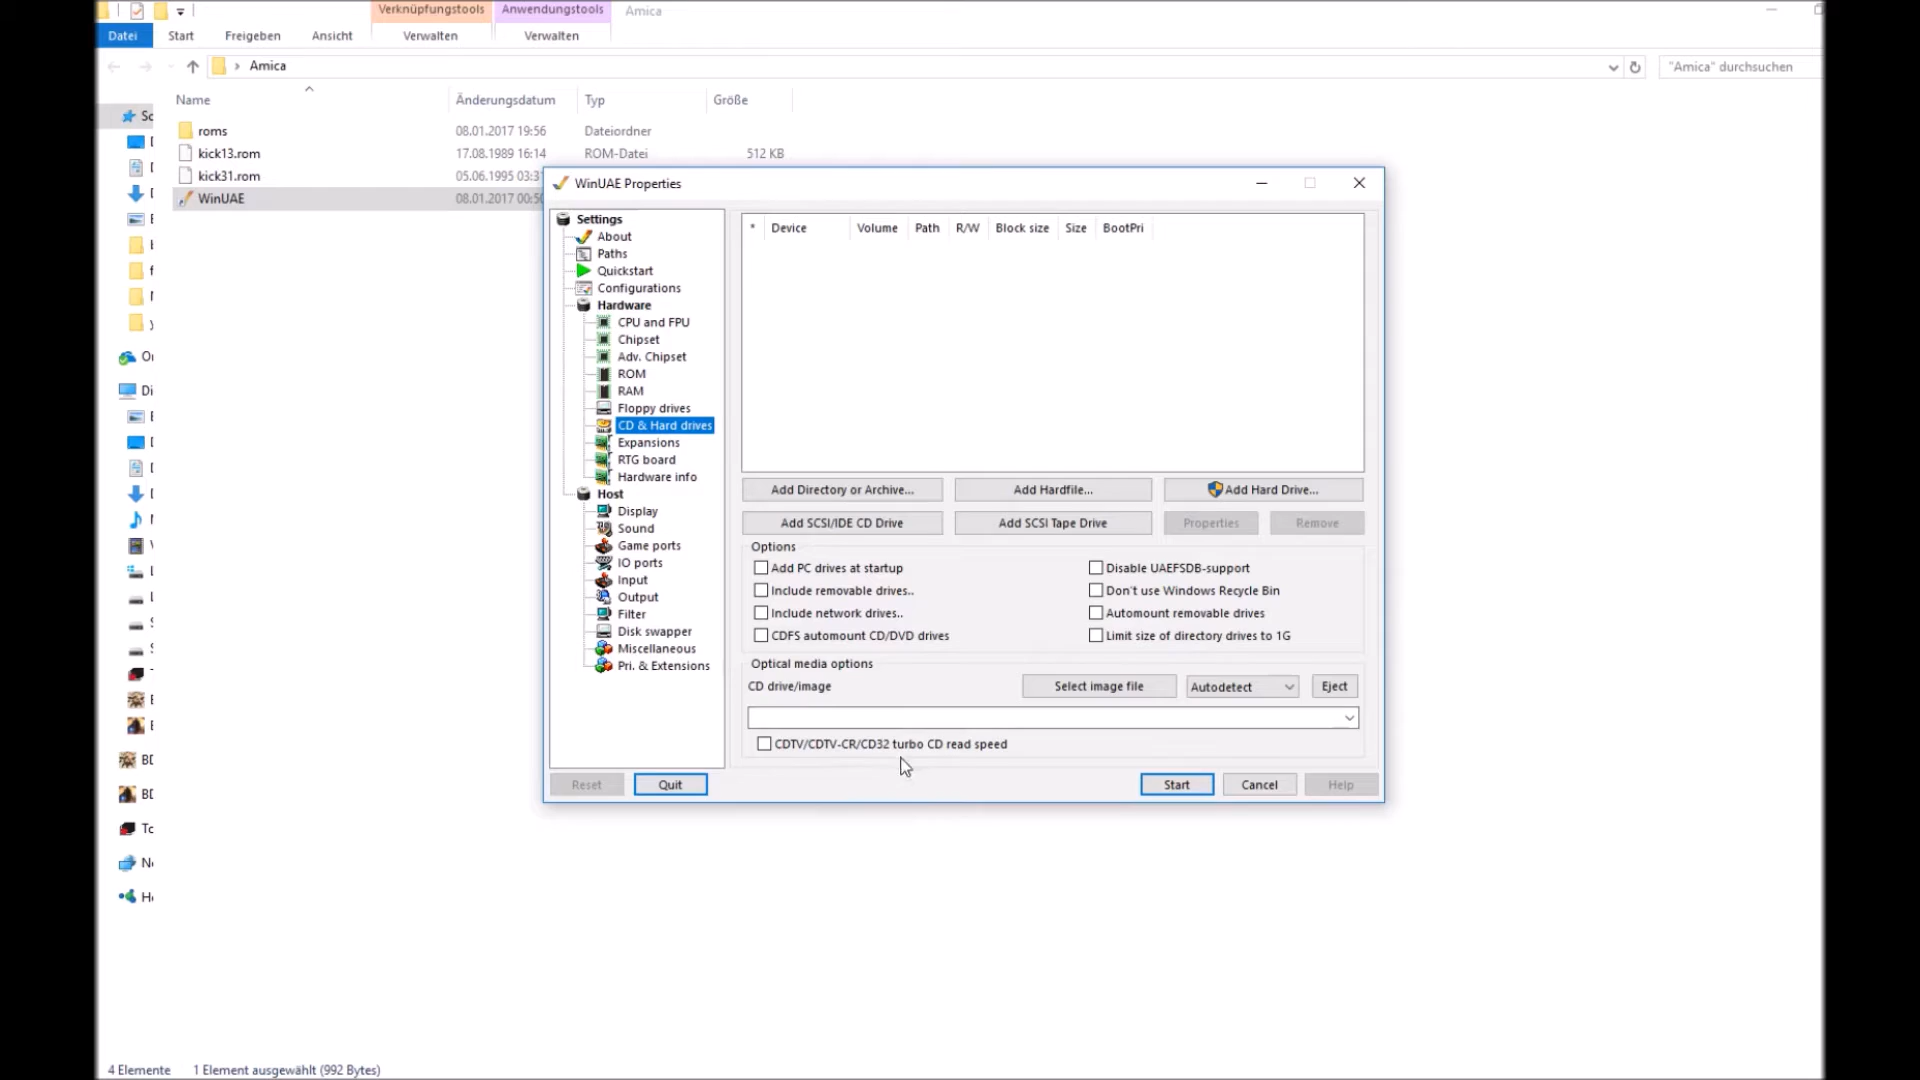 Verknüpfungstools Anwendungstools Amica
Datei Start Freigeben Ansicht Verwalten Verwalten
Amica "Amica" durchsuchen
Name Änderungsdatum Typ Größe
roms 08.01.2017 19:56 Dateiordner
kick13.rom 17.08.1989 16:14 ROM-Datei 512 KB
kick31.rom 05.06.1995
WinUAE 08.01.2017
WinUAE Properties
Settings
About
Paths
Quickstart
Configurations
Hardware
CPU and FPU
Chipset
Adv. Chipset
ROM
RAM
Floppy drives
CD & Hard drives
Expansions
RTG board
Hardware info
Host
Display
Sound
Game ports
IO ports
Input
Output
Filter
Disk swapper
Miscellaneous
Pri. & Extensions
* Device Volume Path R/W Block size Size BootPri
Add Directory or Archive... Add Hardfile... Add Hard Drive...
Add SCSI/IDE CD Drive Add SCSI Tape Drive Properties Remove
Options
Add PC drives at startup Disable UAEFSDB-support
Include removable drives.. Don't use Windows Recycle Bin
Include network drives.. Automount removable drives
CDFS automount CD/DVD drives Limit size of directory drives to 1G
Optical media options
CD drive/image Select image file Autodetect Eject
CDTV/CDTV-CR/CD32 turbo CD read speed
Reset Quit Start Cancel Help
4 Elemente 1 Element ausgewählt (992 Bytes)